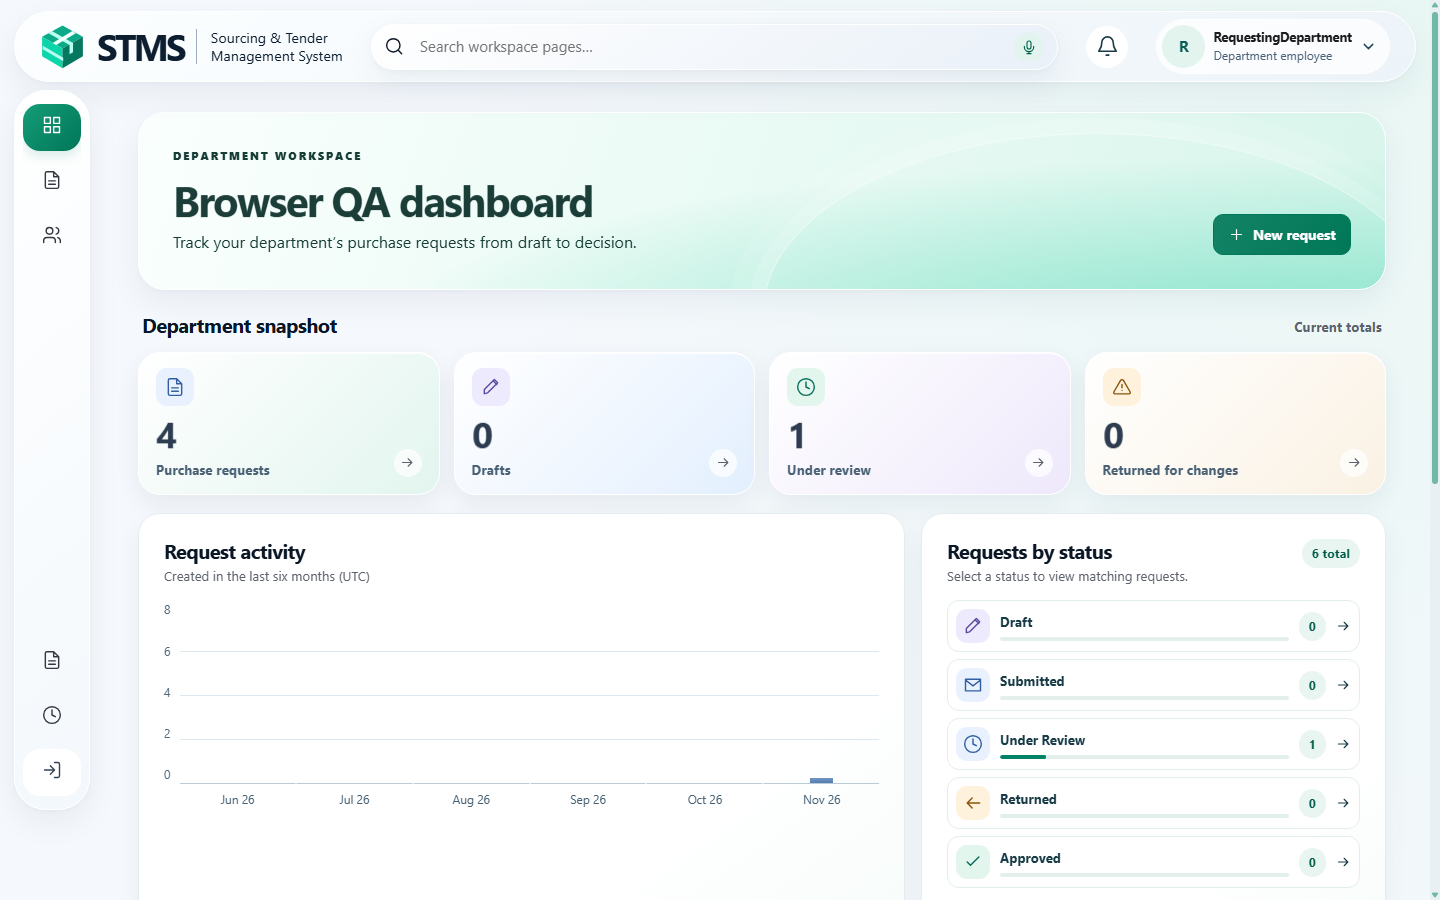 STMS
Sourcing & Tender
Management System
Search workspace pages...
R
RequestingDepartment
Department employee
DEPARTMENT WORKSPACE
Browser QA dashboard
Track your department's purchase requests from draft to decision.
New request
Department snapshot
Current totals
4
Purchase requests
0
Drafts
1
Under review
0
Returned for changes
Request activity
Created in the last six months (UTC)
8
6
4
2
0
Jun 26
Jul 26
Aug 26
Sep 26
Oct 26
Nov 26
Requests by status
6 total
Select a status to view matching requests.
Draft
0
Submitted
0
Under Review
1
Returned
0
Approved
0